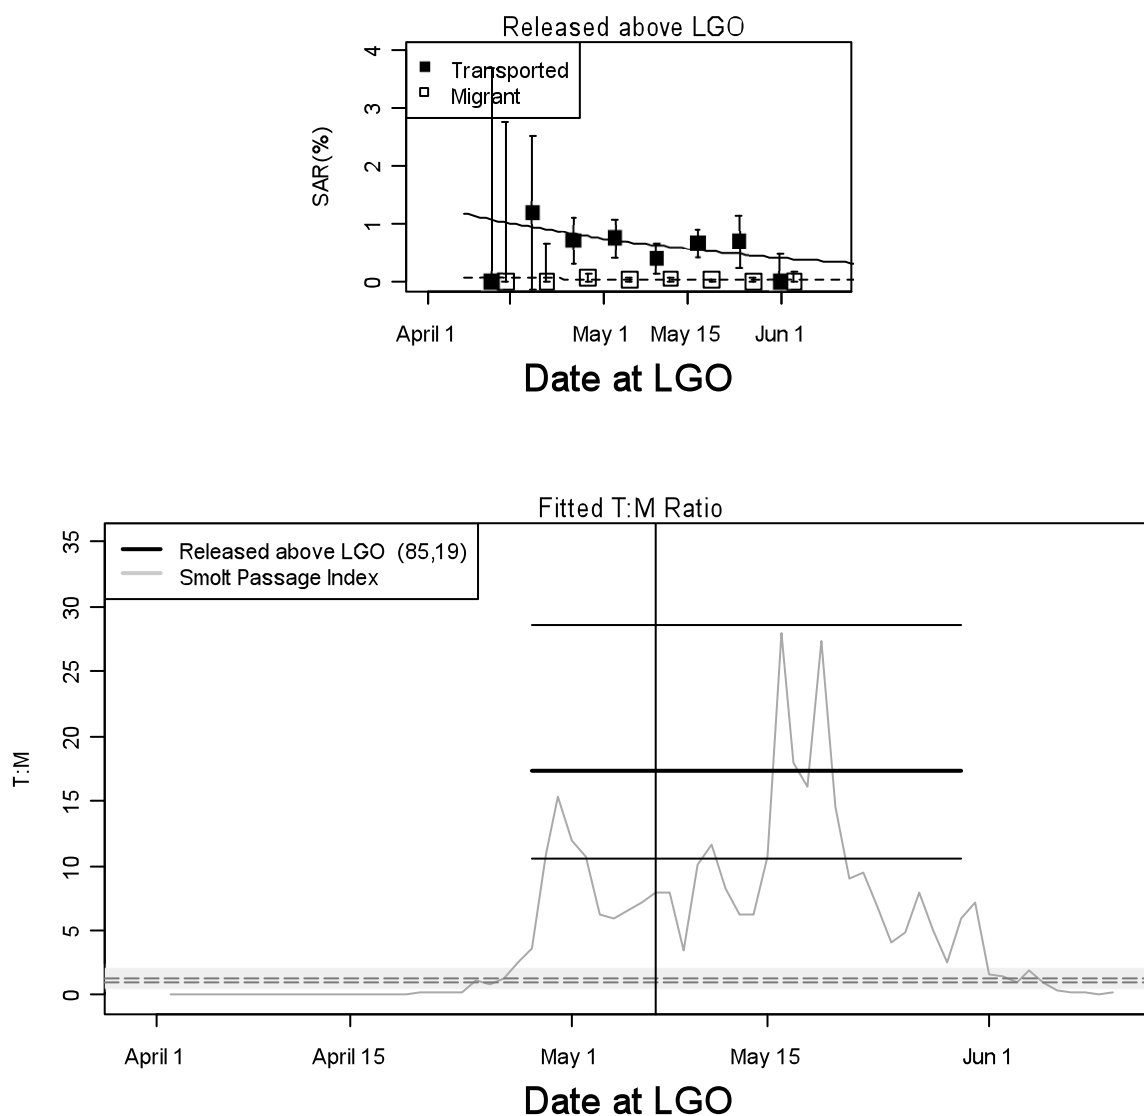 Released above LGO
Transported
Migrant
SAR(%)
4
3
2
1
0
April 1
May 1
May 15
Jun 1
Date at LGO
Fitted T:M Ratio
Released above LGO (85,19)
Smolt Passage Index
T:M
35
30
25
20
15
10
5
0
April 1
April 15
May 1
May 15
Jun 1
Date at LGO